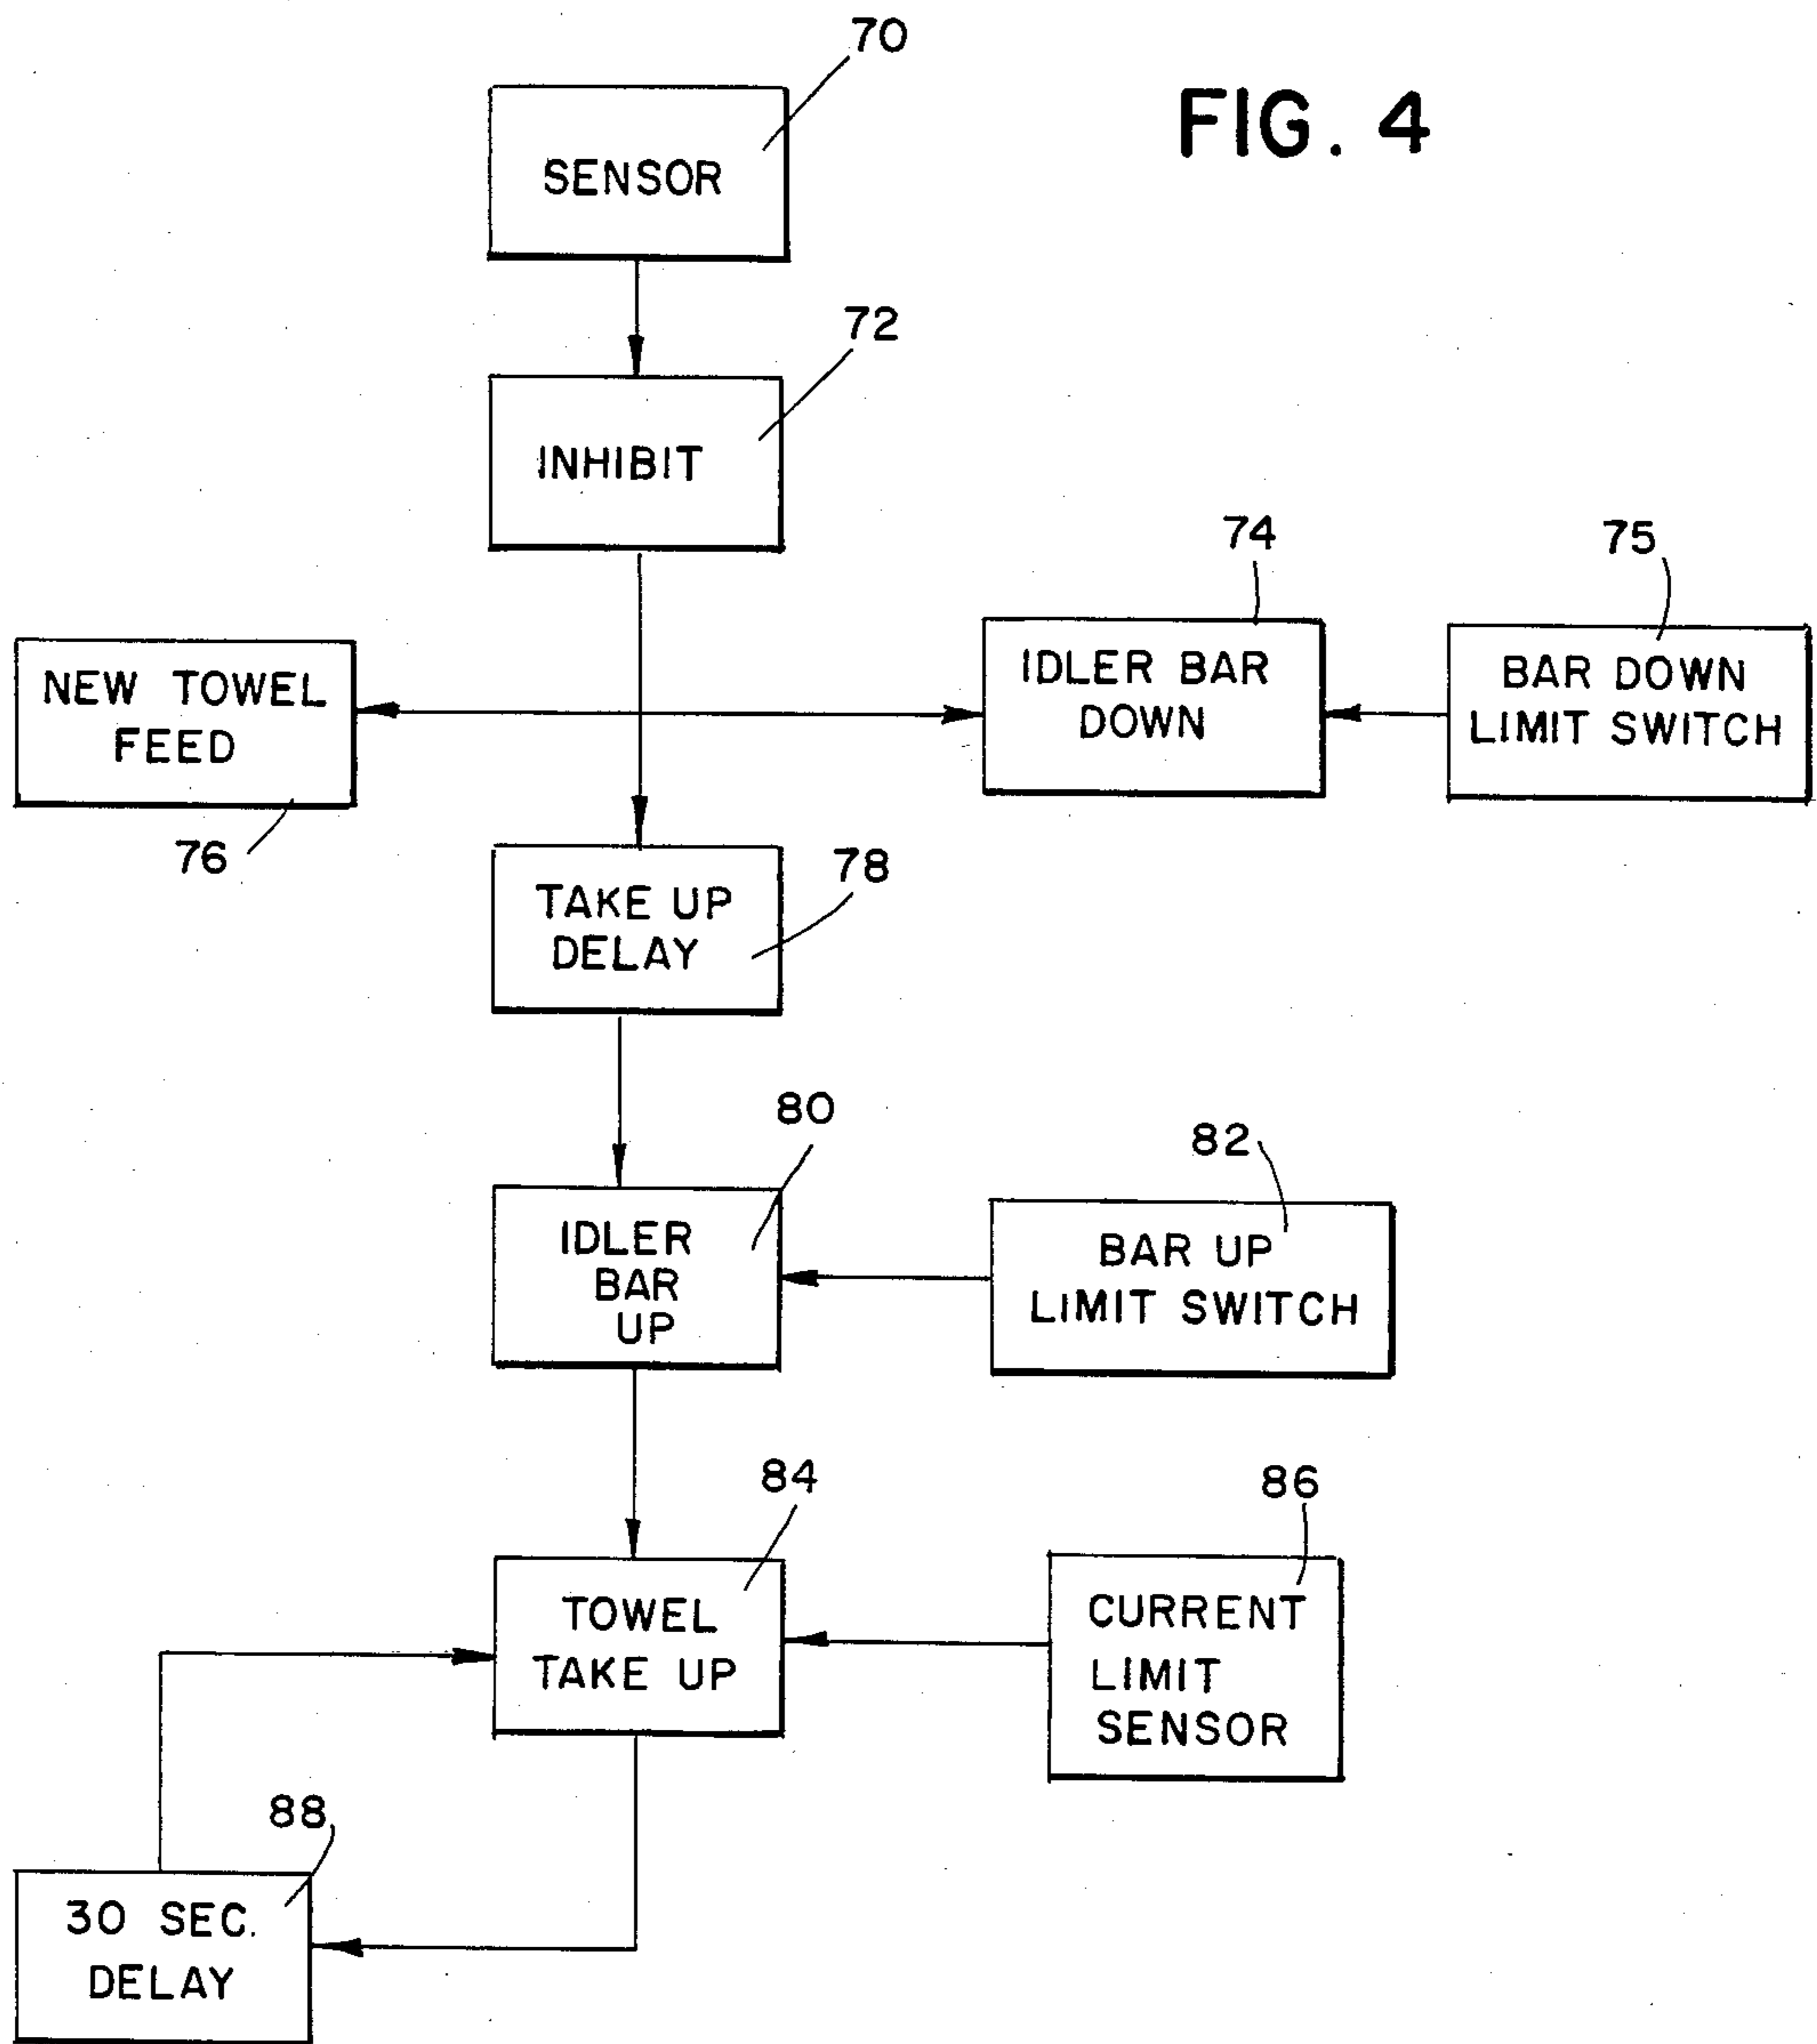 FIG. 4
70
SENSOR
72
INHIBIT
74
75
NEW TOWEL
FEED
76
IDLER BAR
DOWN
BAR DOWN
LIMIT SWITCH
78
TAKE UP
DELAY
80
IDLER
BAR
UP
82
BAR UP
LIMIT SWITCH
84
TOWEL
TAKE UP
86
CURRENT
LIMIT
SENSOR
88
30 SEC.
DELAY